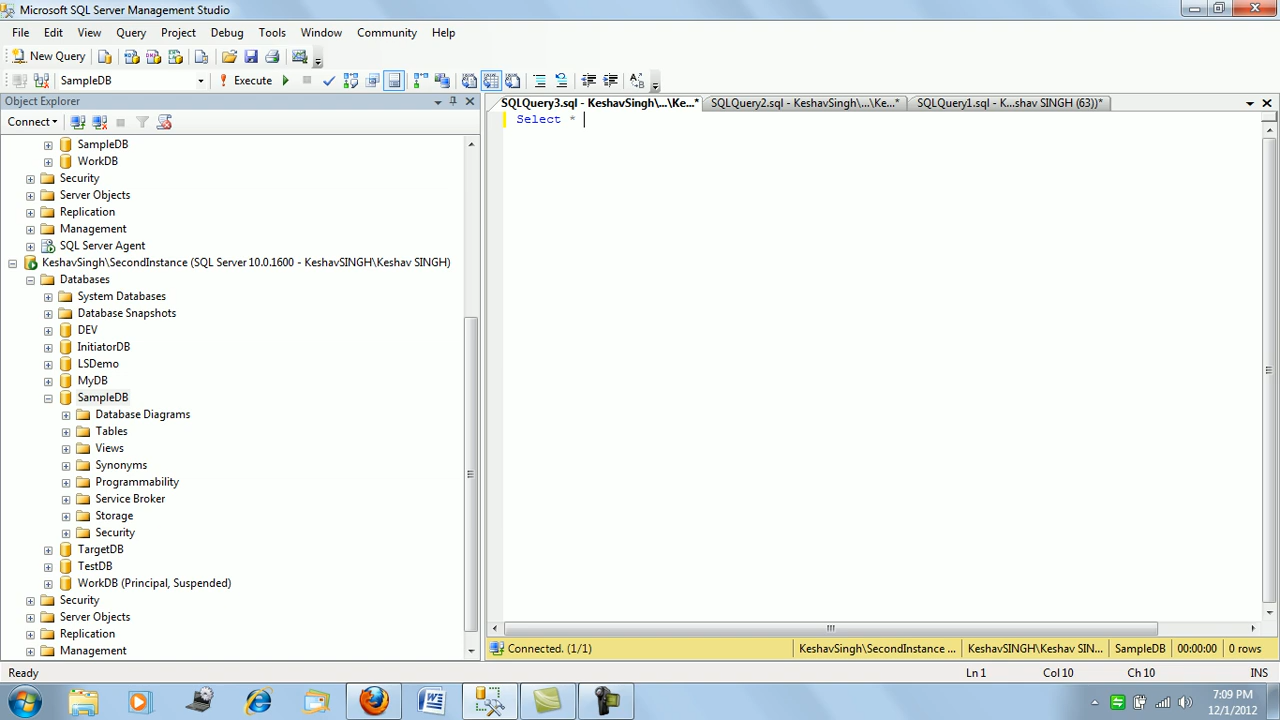 Microsoft SQL Server Management Studio
File Edit View Query Project Debug Tools Window Community Help
New Query
SampleDB Execute
Object Explorer
SQLQuery3.sql - KeshavSingh\...\Ke...* SQLQuery2.sql - KeshavSingh\...\Ke...* SQLQuery1.sql - K...shav SINGH (63))*
Connect
Select *
SampleDB
WorkDB
Security
Server Objects
Replication
Management
SQL Server Agent
KeshavSingh\SecondInstance (SQL Server 10.0.1600 - KeshavSINGH\Keshav SINGH)
Databases
System Databases
Database Snapshots
DEV
InitiatorDB
LSDemo
MyDB
SampleDB
Database Diagrams
Tables
Views
Synonyms
Programmability
Service Broker
Storage
Security
TargetDB
TestDB
WorkDB (Principal, Suspended)
Security
Server Objects
Replication
Management
Connected. (1/1) KeshavSingh\SecondInstance ... KeshavSINGH\Keshav SIN... SampleDB 00:00:00 0 rows
Ready Ln 1 Col 10 Ch 10 INS
7:09 PM
12/1/2012